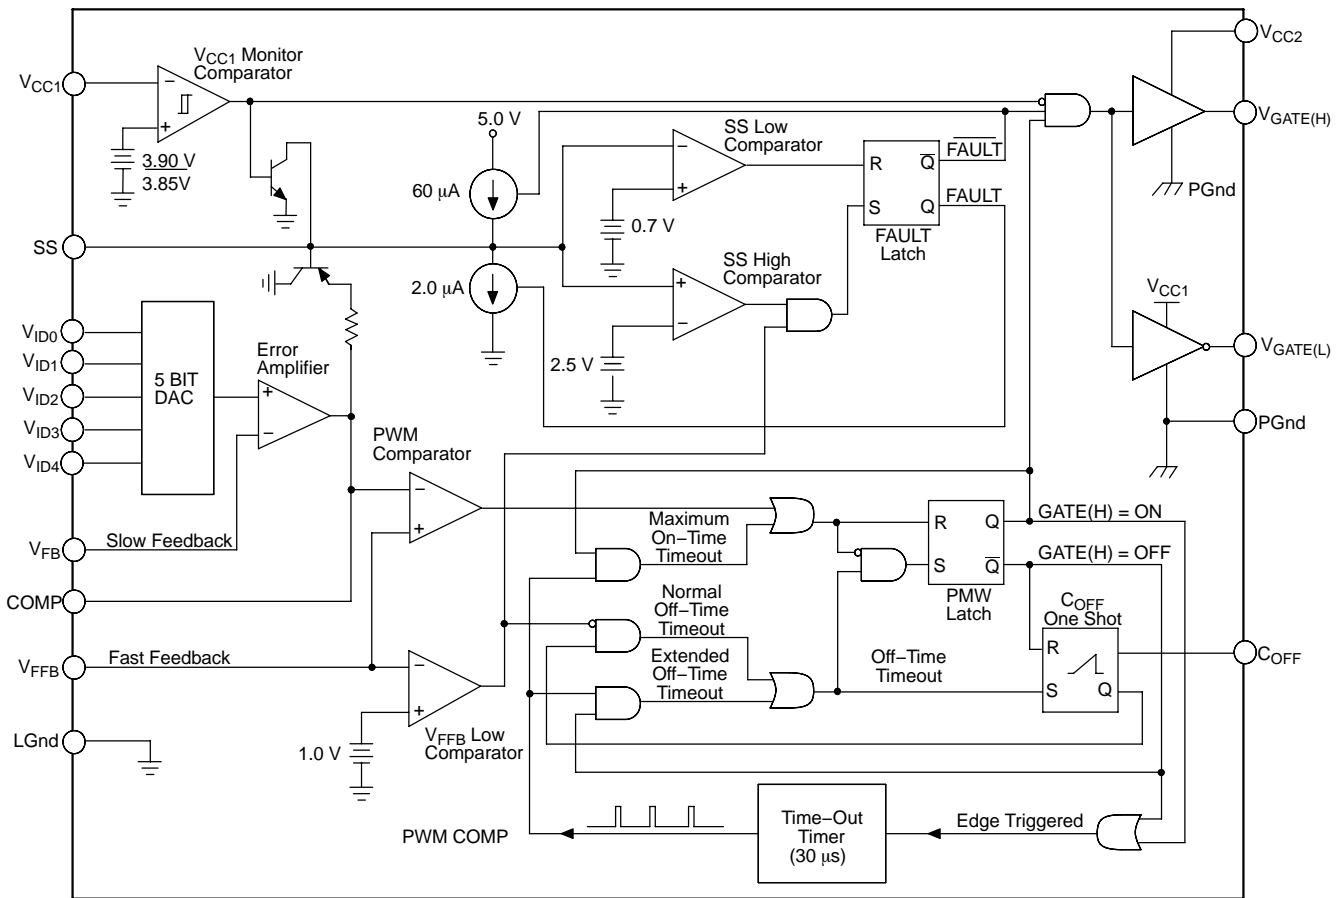 VCC2
VCC1 Monitor
Comparator
VCC1
−
+
3.90 V
3.85V
5.0 V
60 μA
SS Low
Comparator
−
+
0.7 V
R
Q
FAULT
S
Q
FAULT
FAULT
Latch
VGATE(H)
PGnd
SS
2.0 μA
SS High
Comparator
+
−
2.5 V
VCC1
VGATE(L)
PGnd
VID0
VID1
VID2
VID3
VID4
5 BIT
DAC
Error
Amplifier
+
−
PWM
Comparator
−
+
VFB
Slow Feedback
COMP
VFFB
Fast Feedback
Maximum
On−Time
Timeout
R
Q
GATE(H) = ON
S
Q
GATE(H) = OFF
PMW
Latch
Normal
Off−Time
Timeout
Extended
Off−Time
Timeout
Off−Time
Timeout
COFF
One Shot
R
S
Q
COFF
−
+
VFFB Low
Comparator
1.0 V
LGnd
PWM COMP
Time−Out
Timer
(30 μs)
Edge Triggered